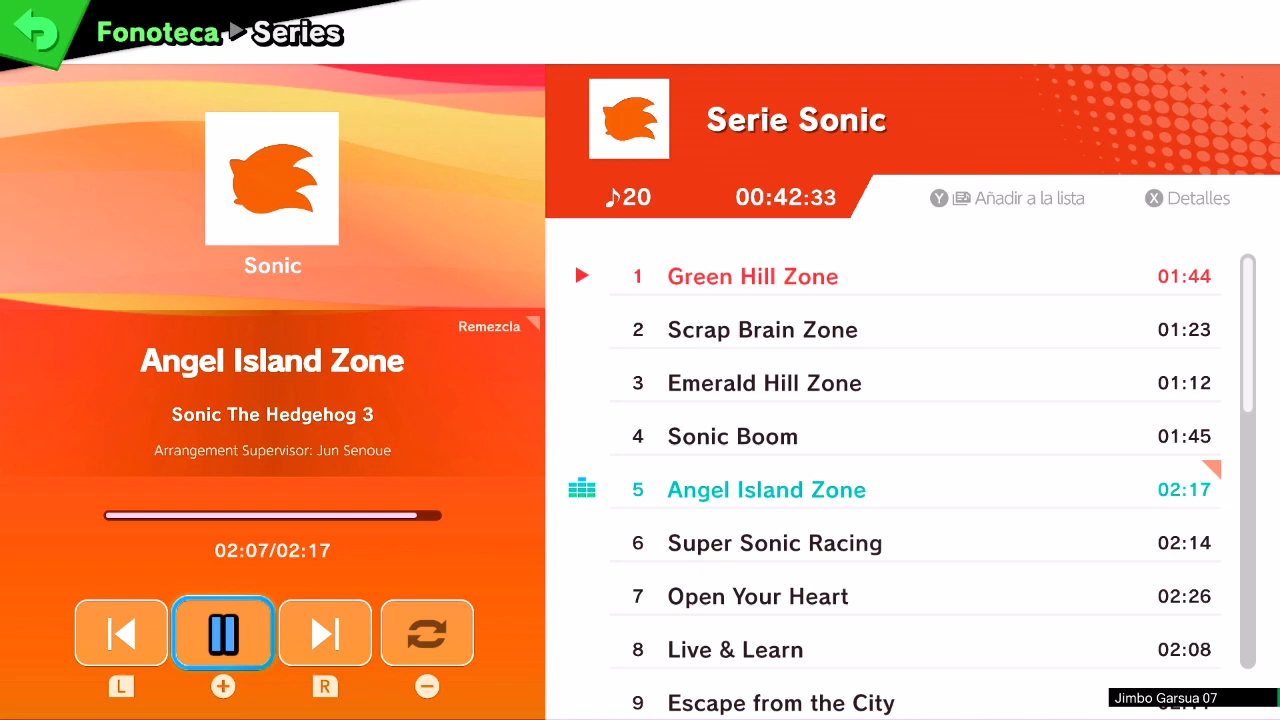 Fonoteca ▶ Series
Sonic
Remezcla
Angel Island Zone
Sonic The Hedgehog 3
Arrangement Supervisor: Jun Senoue
02:07/02:17
L
+
R
−
Serie Sonic
♪20 00:42:33
Y Añadir a la lista X Detalles
1 Green Hill Zone 01:44
2 Scrap Brain Zone 01:23
3 Emerald Hill Zone 01:12
4 Sonic Boom 01:45
5 Angel Island Zone 02:17
6 Super Sonic Racing 02:14
7 Open Your Heart 02:26
8 Live & Learn 02:08
9 Escape from the City
Jimbo Garsua 07